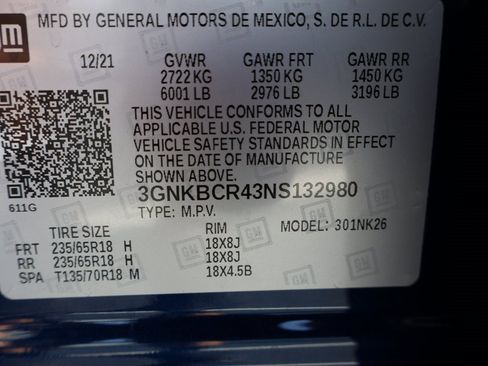 GM
MFD BY GENERAL MOTORS DE MEXICO, S. DE R.L. DE C.V.
12/21 GVWR GAWR FRT GAWR RR
2722 KG 1350 KG 1450 KG
6001 LB 2976 LB 3196 LB
THIS VEHICLE CONFORMS TO ALL
APPLICABLE U.S. FEDERAL MOTOR
VEHICLE SAFETY STANDARDS IN EFFECT
ON THE DATE OF MANUFACTURE
SHOWN ABOVE.
3GNKBCR43NS132980
611G
TYPE: M.P.V.
TIRE SIZE RIM MODEL: 301NK26
FRT 235/65R18 H 18X8J
RR 235/65R18 H 18X8J
SPA T135/70R18 M 18X4.5B